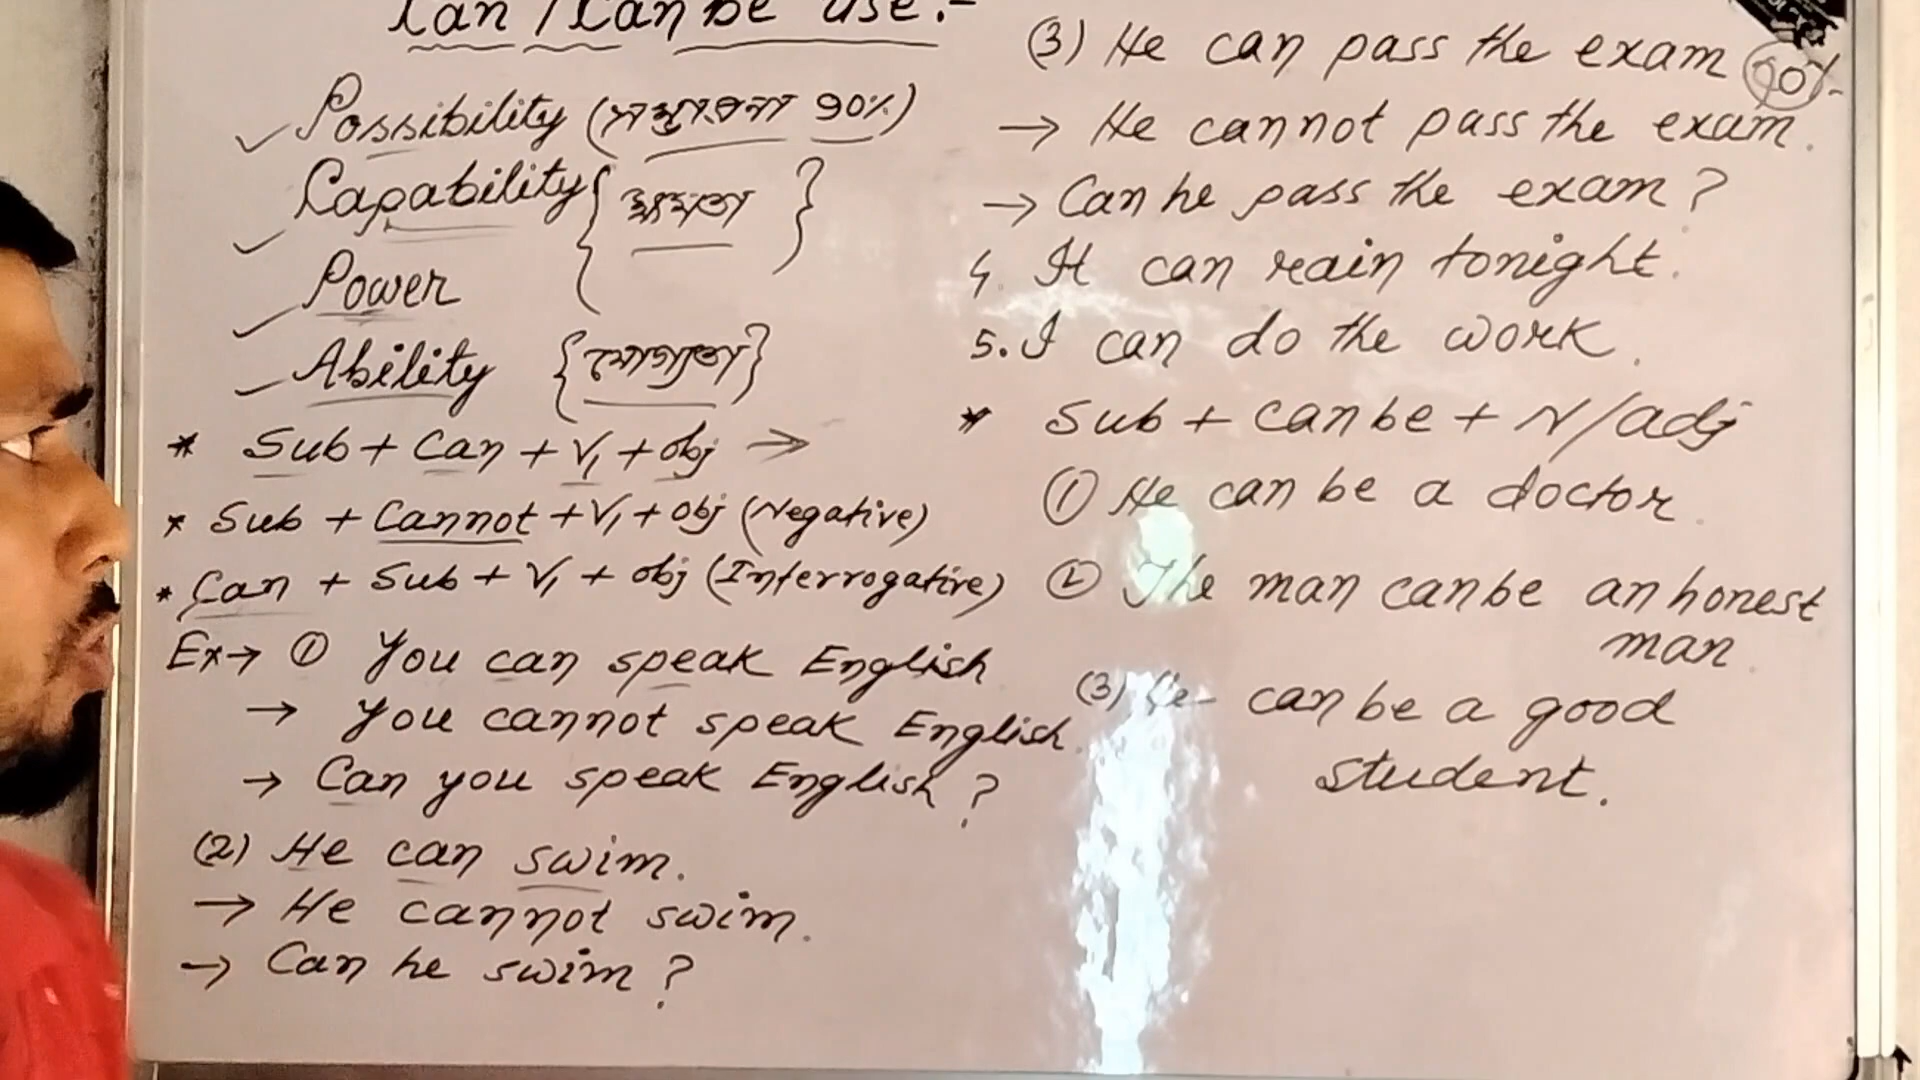 Can / Can be use:-
Possibility (সম্ভাবনা 90%)
Capability { ক্ষমতা }
Power
Ability {যোগ্যতা}
* Sub + Can + V1 + obj →
* Sub + Cannot + V1 + obj (Negative)
* Can + Sub + V1 + obj (Interrogative)
Ex→ ① You can speak English
→ You cannot speak English.
→ Can you speak English?
(2) He can swim.
→ He cannot swim.
→ Can he swim?
(3) He can pass the exam 90%
→ He cannot pass the exam.
→ Can he pass the exam?
4. It can rain tonight.
5. I can do the work.
* Sub + can be + N/adj
① He can be a doctor.
② The man can be an honest
man.
(3) He can be a good
student.